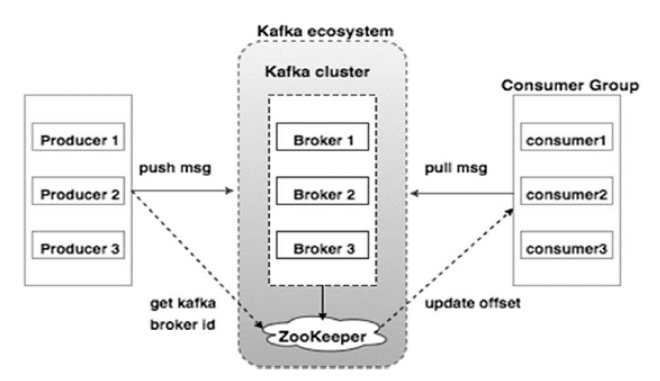 Kafka ecosystem
Kafka cluster
Consumer Group
Producer 1
Broker 1
consumer1
push msg
pull msg
Producer 2
Broker 2
consumer2
Producer 3
Broker 3
consumer3
get kafka
broker id
update offset
ZooKeeper